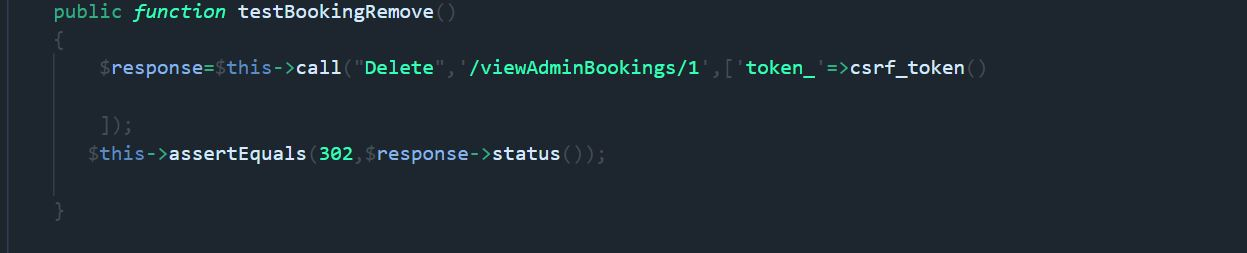 public function testBookingRemove()
{
$response=$this->call("Delete",'/viewAdminBookings/1',['token_'=>csrf_token()
]);
$this->assertEquals(302,$response->status());
}